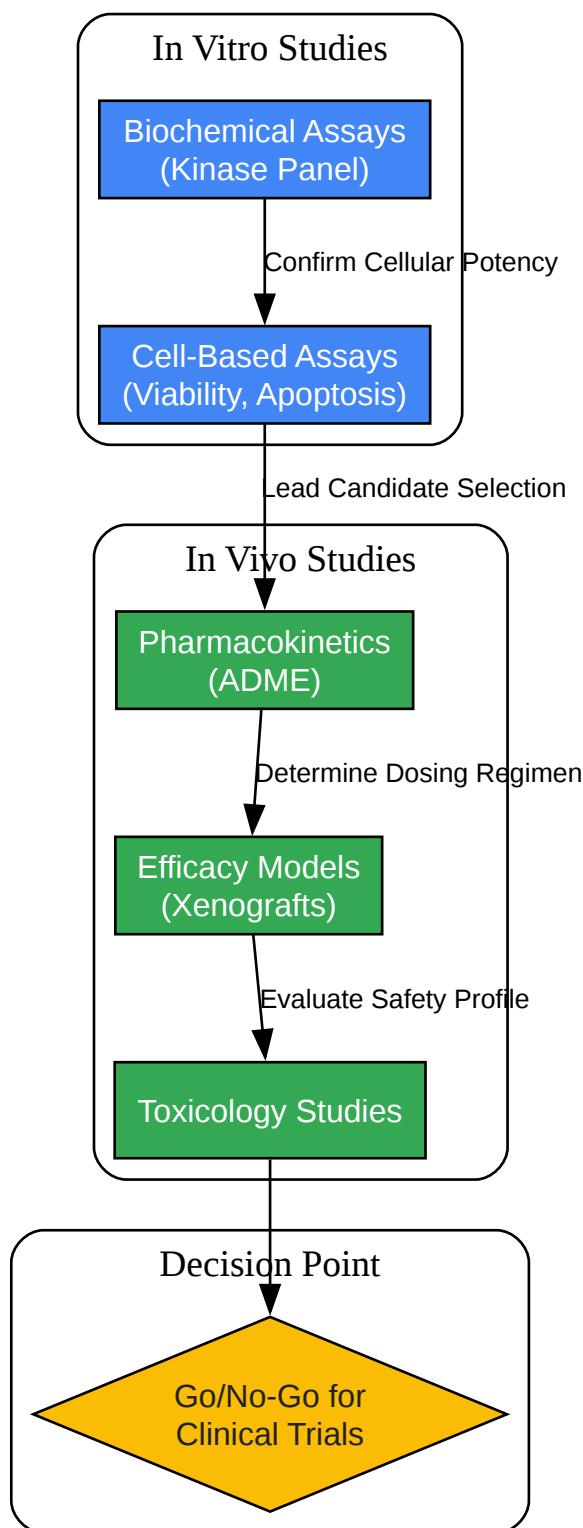 In Vitro Studies
Biochemical Assays
(Kinase Panel)
Confirm Cellular Potency
Cell-Based Assays
(Viability, Apoptosis)
Lead Candidate Selection
In Vivo Studies
Pharmacokinetics
(ADME)
Determine Dosing Regimen
Efficacy Models
(Xenografts)
Evaluate Safety Profile
Toxicology Studies
Decision Point
Go/No-Go for
Clinical Trials